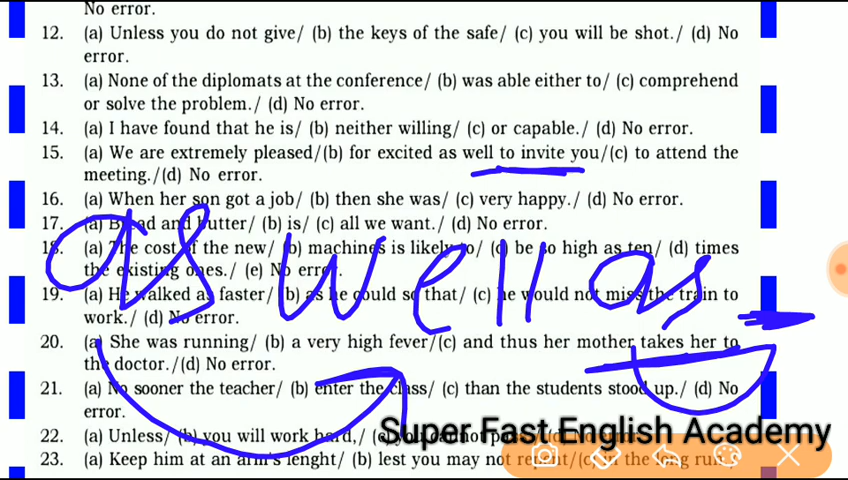 No error.
12. (a) Unless you do not give/ (b) the keys of the safe/ (c) you will be shot./ (d) No
error.
13. (a) None of the diplomats at the conference/ (b) was able either to/ (c) comprehend
or solve the problem./ (d) No error.
14. (a) I have found that he is/ (b) neither willing/ (c) or capable./ (d) No error.
15. (a) We are extremely pleased/(b) for excited as well to invite you/(c) to attend the
meeting./(d) No error.
16. (a) When her son got a job/ (b) then she was/ (c) very happy./ (d) No error.
17. (a) Bread and butter/ (b) is/ (c) all we want./ (d) No error.
18. (a) The cost of the new/ (b) machines is likely to/ (c) be so high as ten/ (d) times
the existing ones./ (e) No error.
as well as
19. (a) He walked as faster/ (b) as he could so that/ (c) he would not miss the train to
work./ (d) No error.
20. (a) She was running/ (b) a very high fever/(c) and thus her mother takes her to
the doctor./(d) No error.
21. (a) No sooner the teacher/ (b) enter the class/ (c) than the students stood up./ (d) No
error.
22. (a) Unless/ (b) you will work hard,/
Super Fast English Academy
23. (a) Keep him at an arm's lenght/ (b) lest you may not repent/(c) in the long run